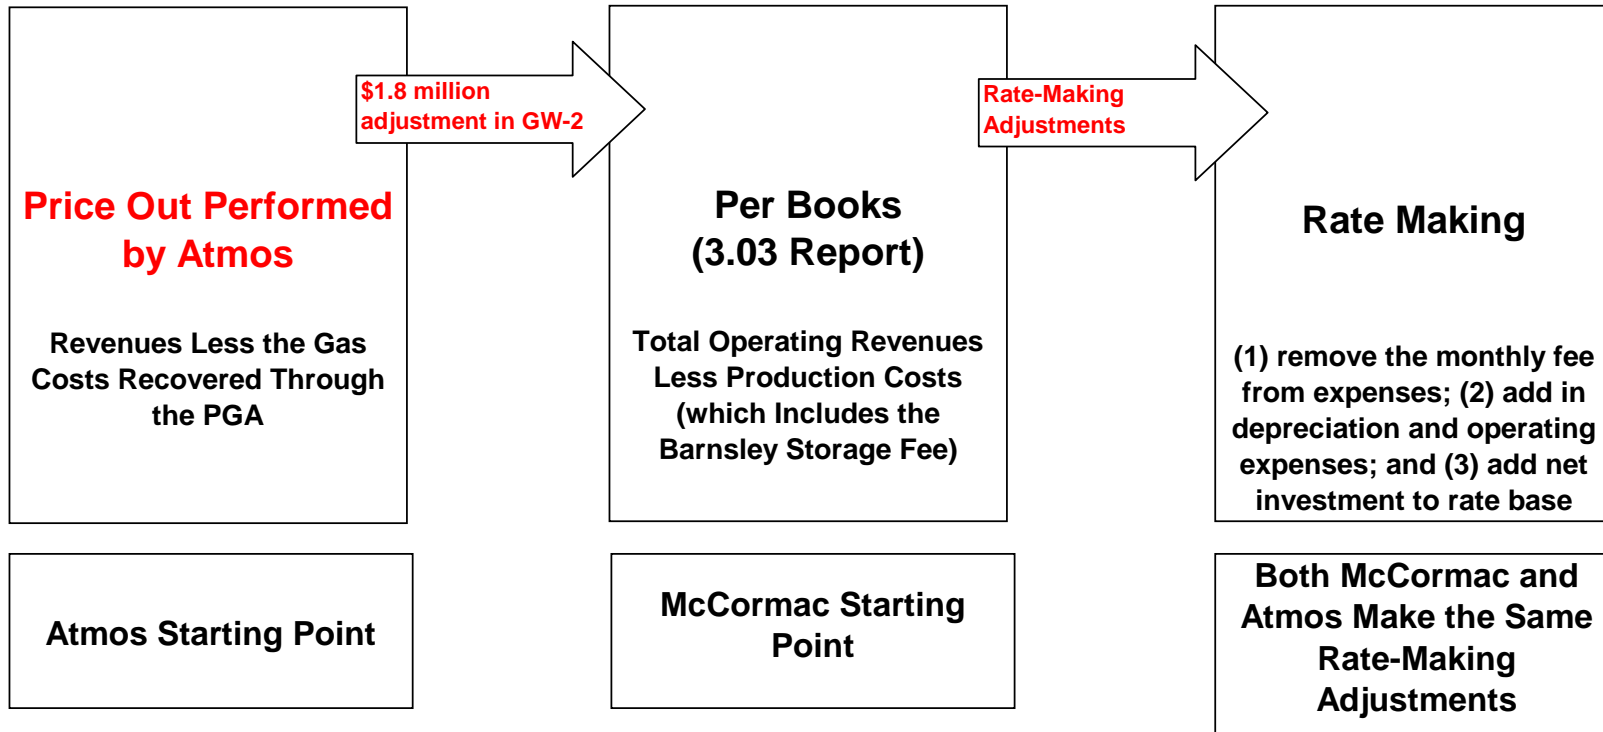 $1.8 million
adjustment in GW-2
Rate-Making
Adjustments
Price Out Performed
by Atmos
Revenues Less the Gas
Costs Recovered Through
the PGA
Per Books
(3.03 Report)
Total Operating Revenues
Less Production Costs
(which Includes the
Barnsley Storage Fee)
Rate Making
(1) remove the monthly fee
from expenses; (2) add in
depreciation and operating
expenses; and (3) add net
investment to rate base
Atmos Starting Point
McCormac Starting
Point
Both McCormac and
Atmos Make the Same
Rate-Making
Adjustments